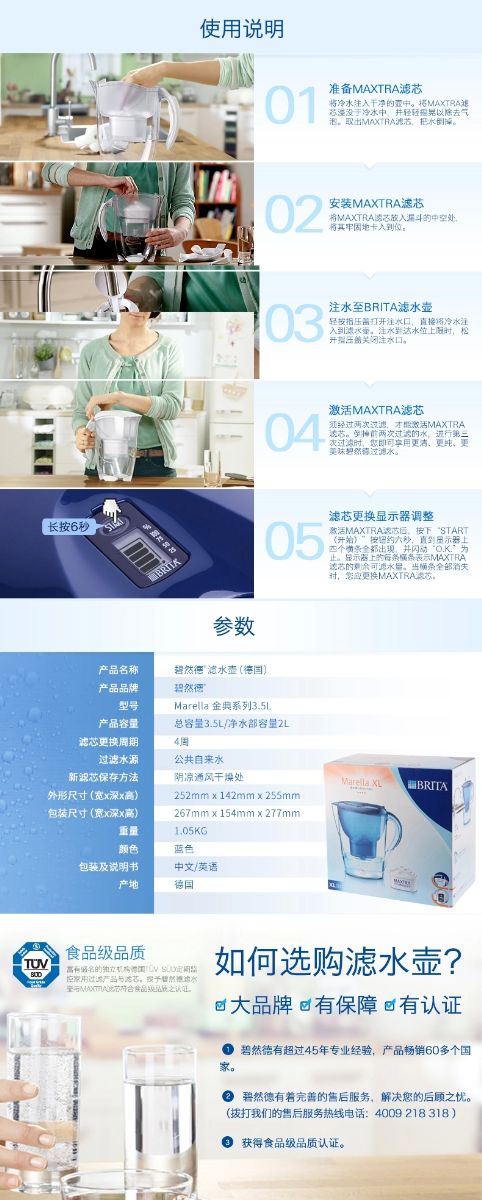 使用说明
01
准备MAXTRA滤芯
将冷水注入干净的壶中。将MAXTRA滤
芯浸没于冷水中，并轻轻摇晃以除去气
泡。取出MAXTRA滤芯，把水倒掉。
02
安装MAXTRA滤芯
将MAXTRA滤芯放入漏斗的中空处，
将其牢固地卡入到位。
03
注水至BRITA滤水壶
轻按指压盖打开注水口，直接将冷水注
入到滤水壶。注水到达水位上限时，松
开指压盖关闭注水口。
04
激活MAXTRA滤芯
须经过两次过滤，才能激活MAXTRA
滤芯。倒掉前两次过滤的水，进行第三
次过滤时，您即可享用更清、更纯、更
美味碧然德过滤水。
长按6秒
Start
%
100
75
50
25
BRITA
05
滤芯更换显示器调整
激活MAXTRA滤芯后，按下“START
（开始）”按钮约六秒，直到显示器上
四个横条全都出现，并闪动“O.K.”为
止。显示器上的每条横条表示MAXTRA
滤芯的剩余可滤水量。当横条全部消失
时，您应更换MAXTRA滤芯。
参数
产品名称 碧然德®滤水壶（德国）
产品品牌 碧然德®
型号 Marella 金典系列3.5L
产品容量 总容量3.5L/净水部容量2L
滤芯更换周期 4周
过滤水源 公共自来水
新滤芯保存方法 阴凉通风干燥处
外形尺寸（宽x深x高） 252mm x 142mm x 255mm
包装尺寸（宽x深x高） 267mm x 154mm x 277mm
重量 1.05KG
颜色 蓝色
包装及说明书 中文/英语
产地 德国
Marella XL
BRITA
MAXTRA
XL
TÜV
SÜD
食品级品质
富有盛名的独立机构德国TÜV SÜD定期监
控家用过滤产品与滤芯。授予碧然德滤水
壶与MAXTRA滤芯符合食品级品质之认证。
如何选购滤水壶?
大品牌 有保障 有认证
1 碧然德有超过45年专业经验，产品畅销60多个国
家。
2 碧然德有着完善的售后服务，解决您的后顾之忧。
（拨打我们的售后服务热线电话：4009 218 318 ）
3 获得食品级品质认证。